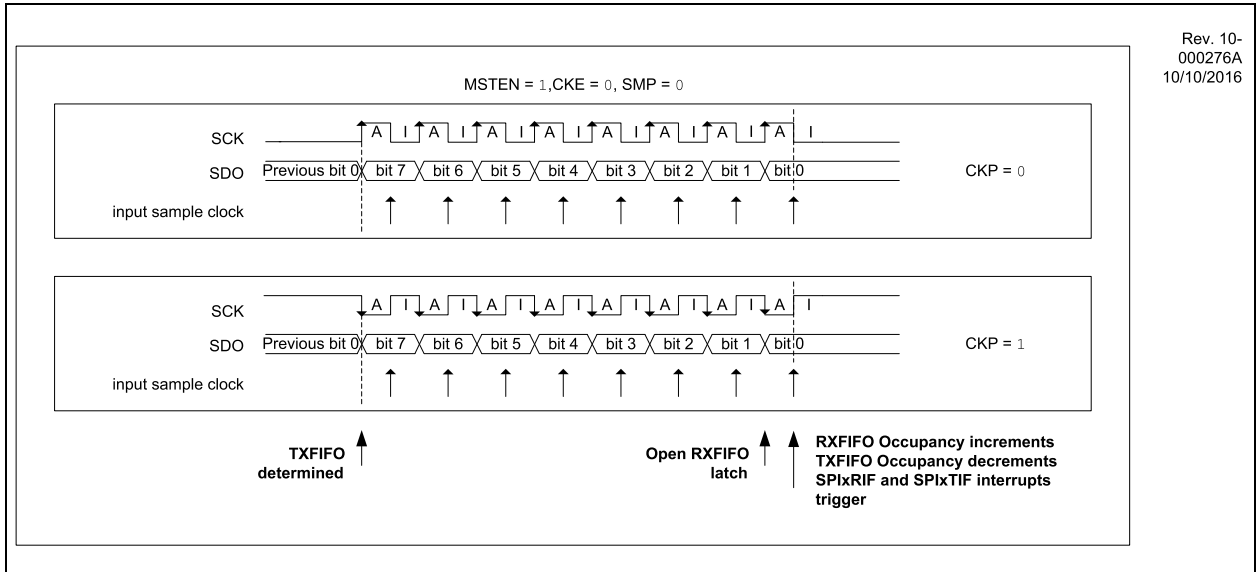 Rev. 10-
000276A
10/10/2016
MSTEN = 1,CKE = 0, SMP = 0
SCK A I A I A I A I A I A I A I A I
SDO Previous bit 0 bit 7 bit 6 bit 5 bit 4 bit 3 bit 2 bit 1 bit 0 CKP = 0
input sample clock
SCK A I A I A I A I A I A I A I A I
SDO Previous bit 0 bit 7 bit 6 bit 5 bit 4 bit 3 bit 2 bit 1 bit 0 CKP = 1
input sample clock
TXFIFO
determined
Open RXFIFO
latch
RXFIFO Occupancy increments
TXFIFO Occupancy decrements
SPIxRIF and SPIxTIF interrupts
trigger